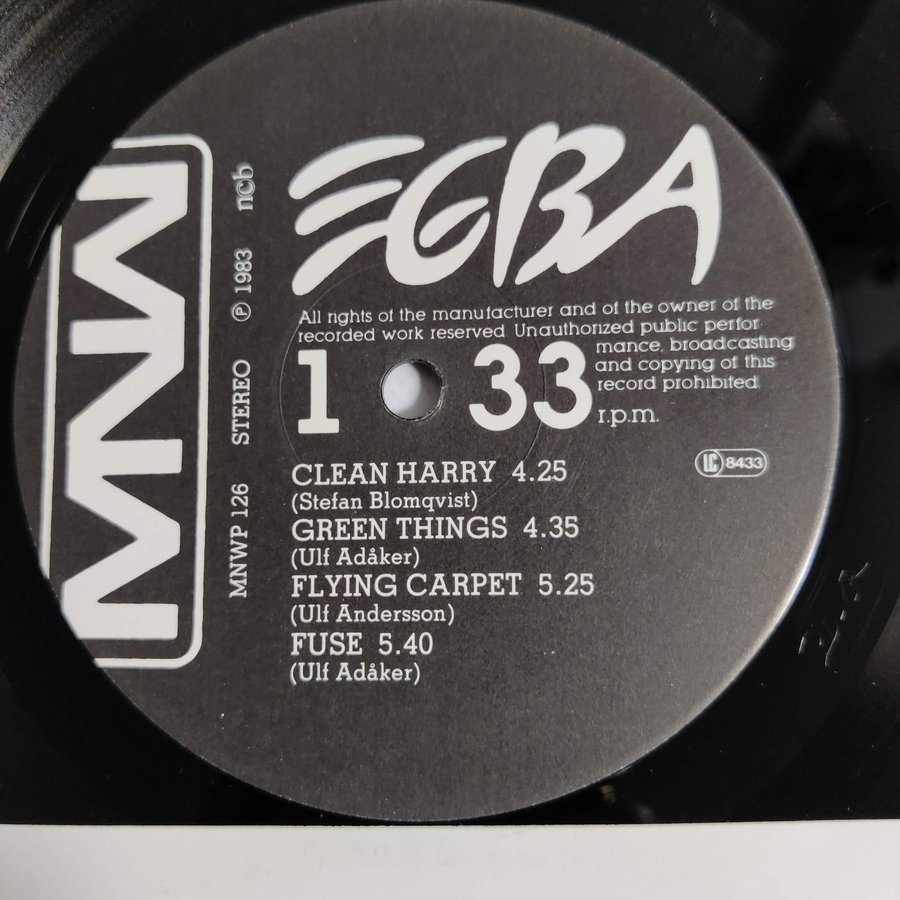 EGBA
All rights of the manufacturer and of the owner of the
recorded work reserved. Unauthorized public perfor-
mance, broadcasting
and copying of this
record prohibited.
1 33 r.p.m.
LC 8433
CLEAN HARRY 4.25
(Stefan Blomqvist)
GREEN THINGS 4.35
(Ulf Adåker)
FLYING CARPET 5.25
(Ulf Andersson)
FUSE 5.40
(Ulf Adåker)
MNW
MNWP 126 STEREO ℗ 1983 ncb